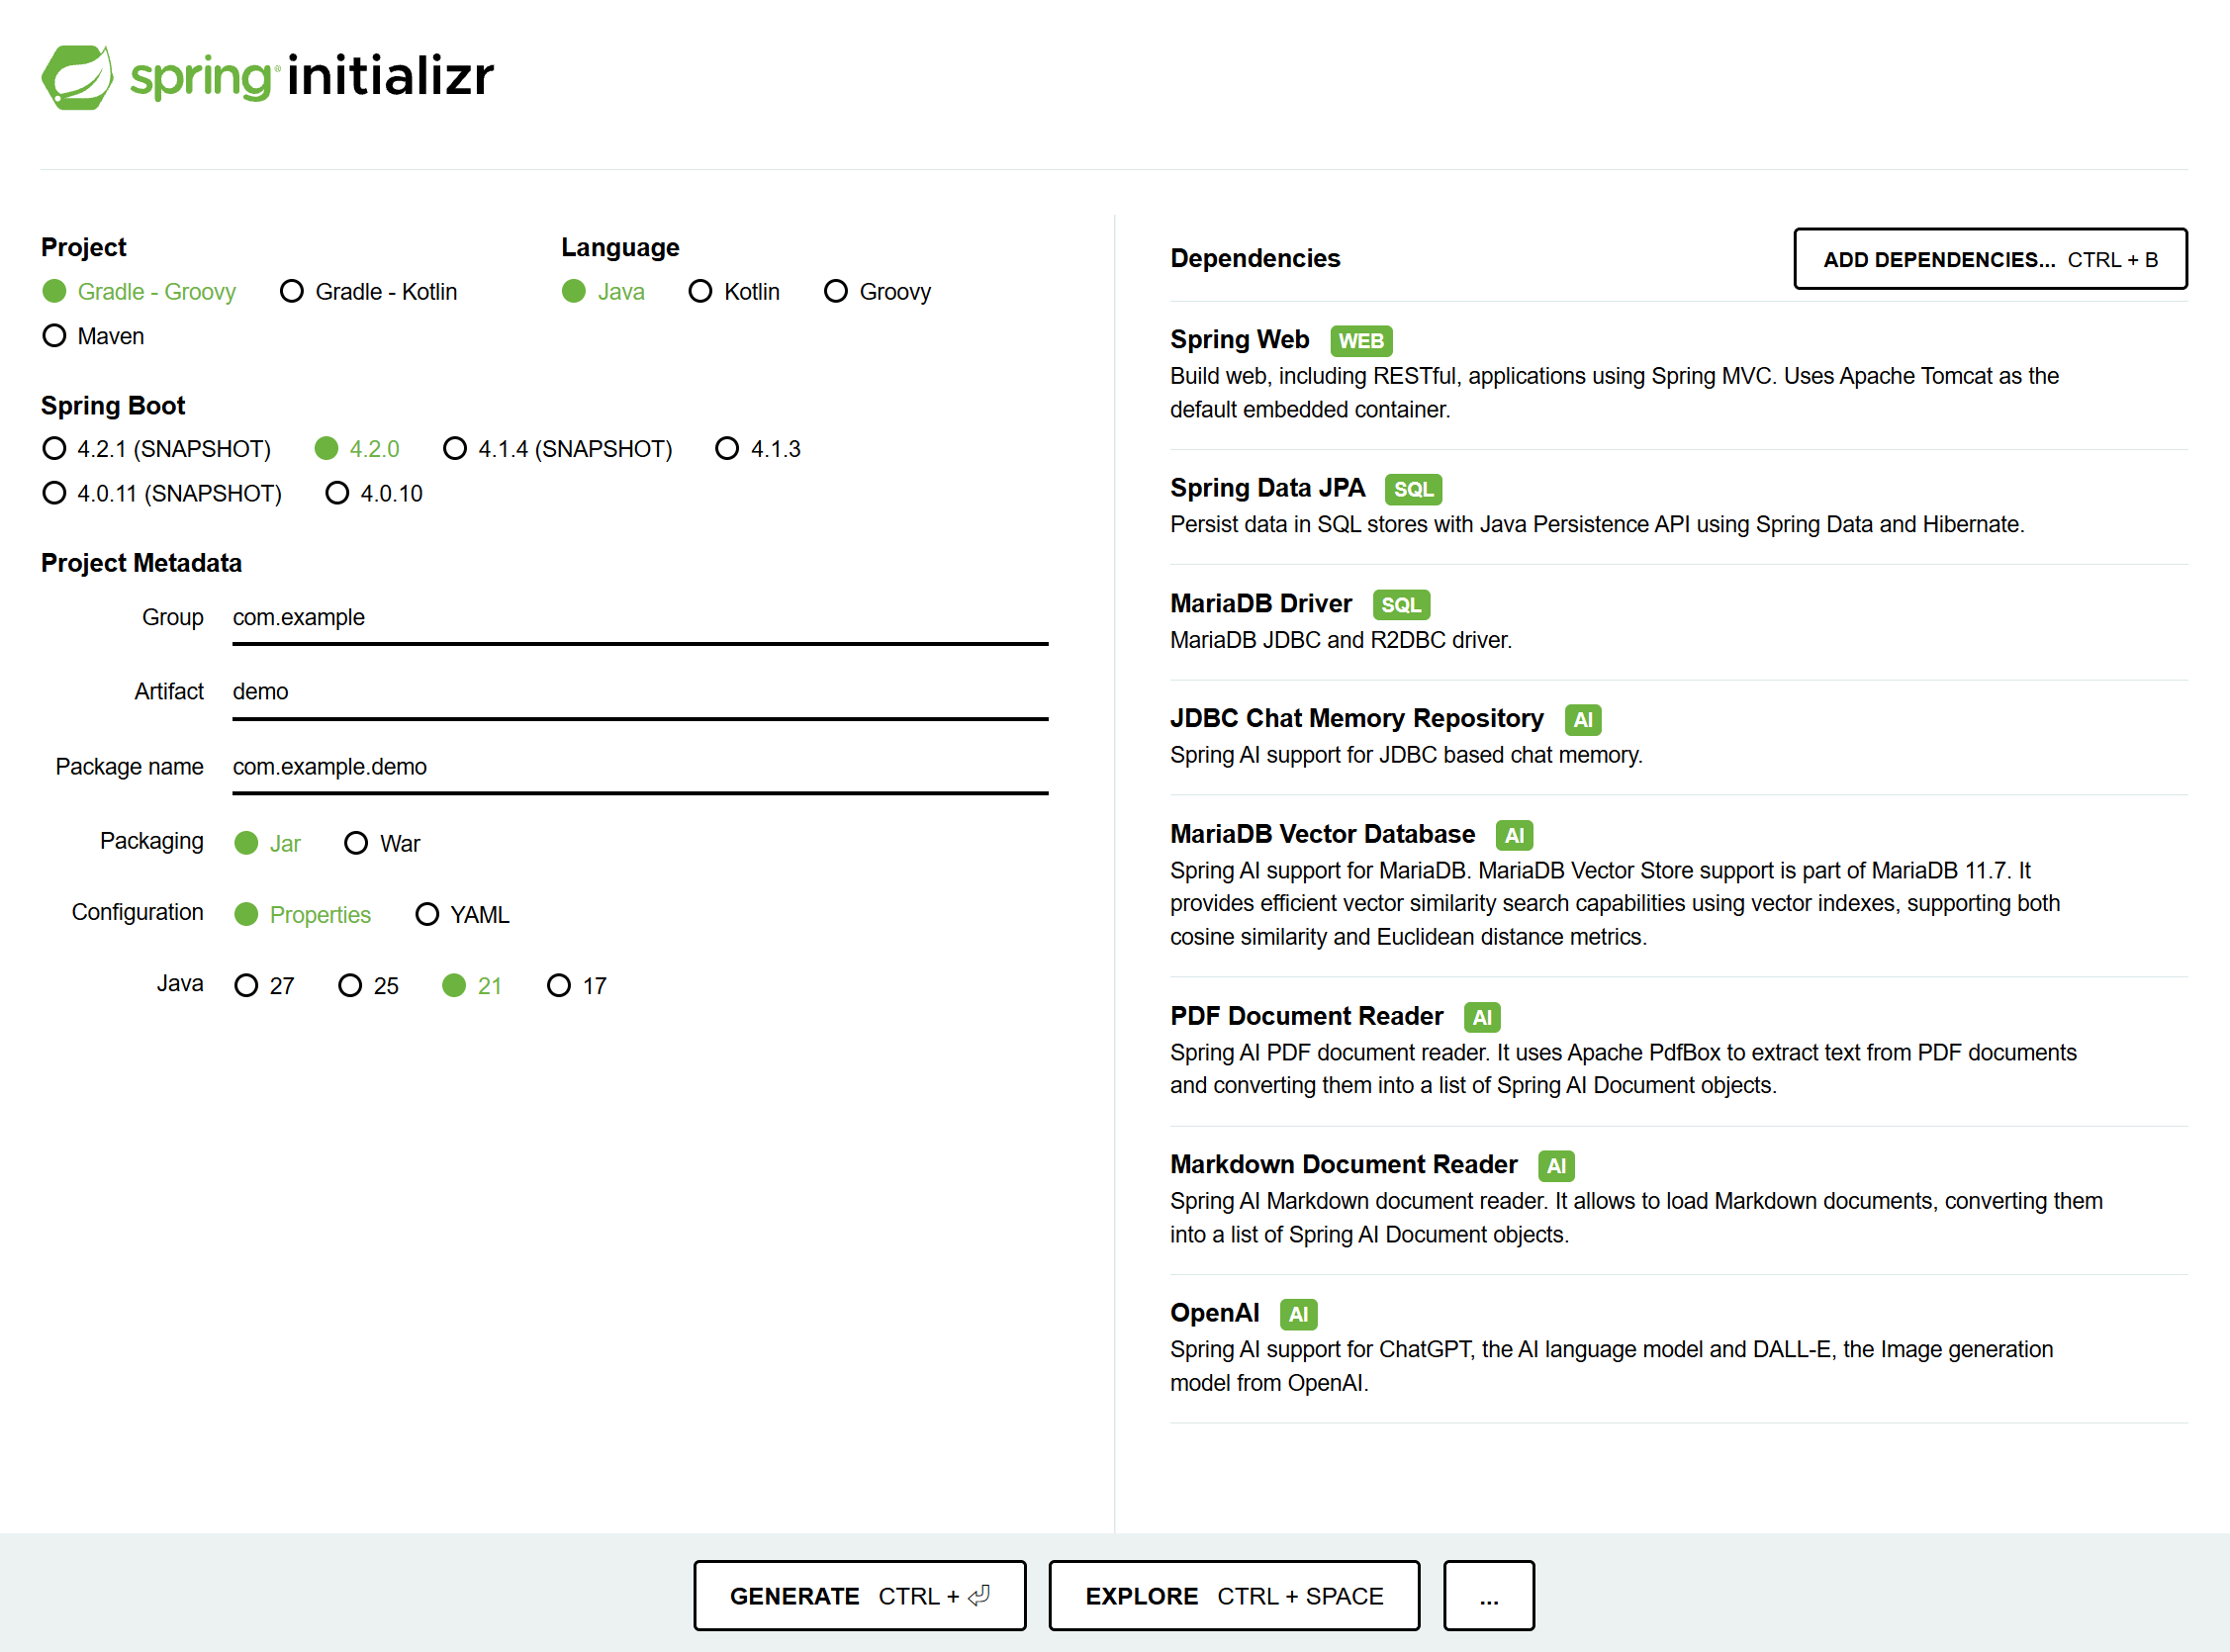 spring initializr
Project
Gradle - Groovy Gradle - Kotlin
Maven
Language
Java Kotlin Groovy
Spring Boot
4.2.1 (SNAPSHOT) 4.2.0 4.1.4 (SNAPSHOT) 4.1.3
4.0.11 (SNAPSHOT) 4.0.10
Project Metadata
Group com.example
Artifact demo
Package name com.example.demo
Packaging Jar War
Configuration Properties YAML
Java 27 25 21 17
Dependencies
ADD DEPENDENCIES... CTRL + B
Spring Web WEB
Build web, including RESTful, applications using Spring MVC. Uses Apache Tomcat as the
default embedded container.
Spring Data JPA SQL
Persist data in SQL stores with Java Persistence API using Spring Data and Hibernate.
MariaDB Driver SQL
MariaDB JDBC and R2DBC driver.
JDBC Chat Memory Repository AI
Spring AI support for JDBC based chat memory.
MariaDB Vector Database AI
Spring AI support for MariaDB. MariaDB Vector Store support is part of MariaDB 11.7. It
provides efficient vector similarity search capabilities using vector indexes, supporting both
cosine similarity and Euclidean distance metrics.
PDF Document Reader AI
Spring AI PDF document reader. It uses Apache PdfBox to extract text from PDF documents
and converting them into a list of Spring AI Document objects.
Markdown Document Reader AI
Spring AI Markdown document reader. It allows to load Markdown documents, converting them
into a list of Spring AI Document objects.
OpenAI AI
Spring AI support for ChatGPT, the AI language model and DALL-E, the Image generation
model from OpenAI.
GENERATE CTRL + ⏎
EXPLORE CTRL + SPACE
...